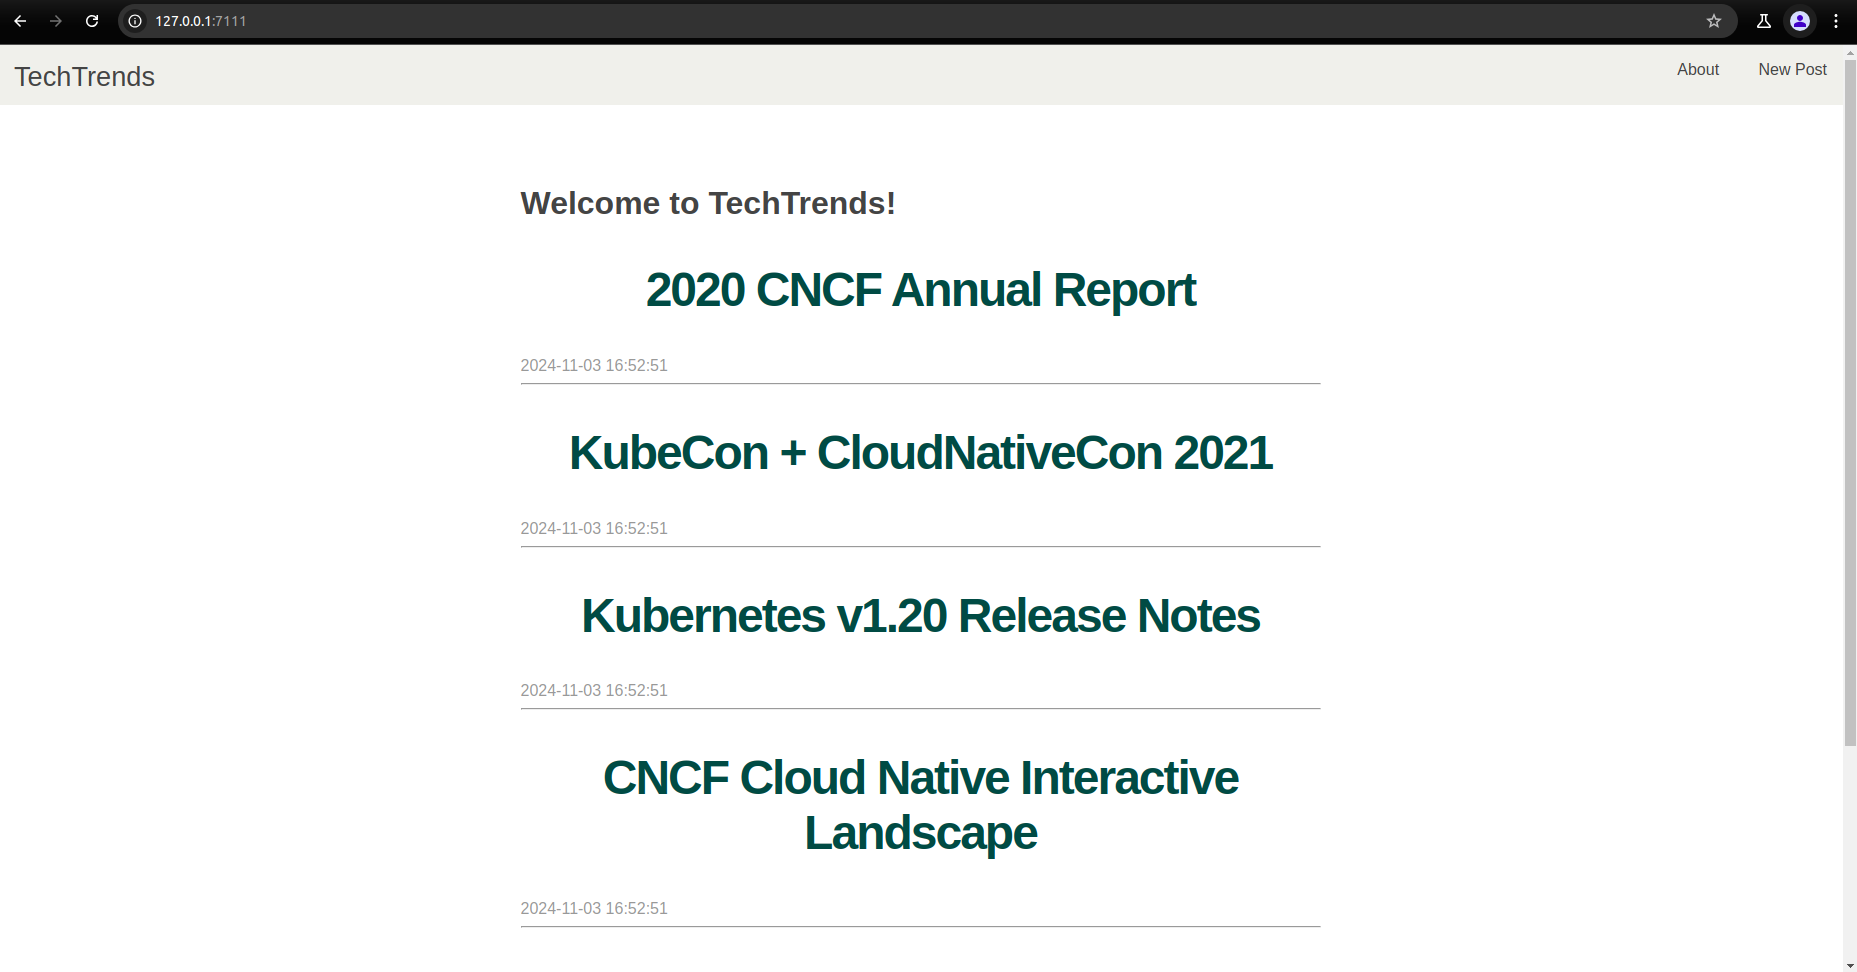 127.0.0.1:7111
TechTrends
About
New Post
Welcome to TechTrends!
2020 CNCF Annual Report
2024-11-03 16:52:51
KubeCon + CloudNativeCon 2021
2024-11-03 16:52:51
Kubernetes v1.20 Release Notes
2024-11-03 16:52:51
CNCF Cloud Native Interactive
Landscape
2024-11-03 16:52:51